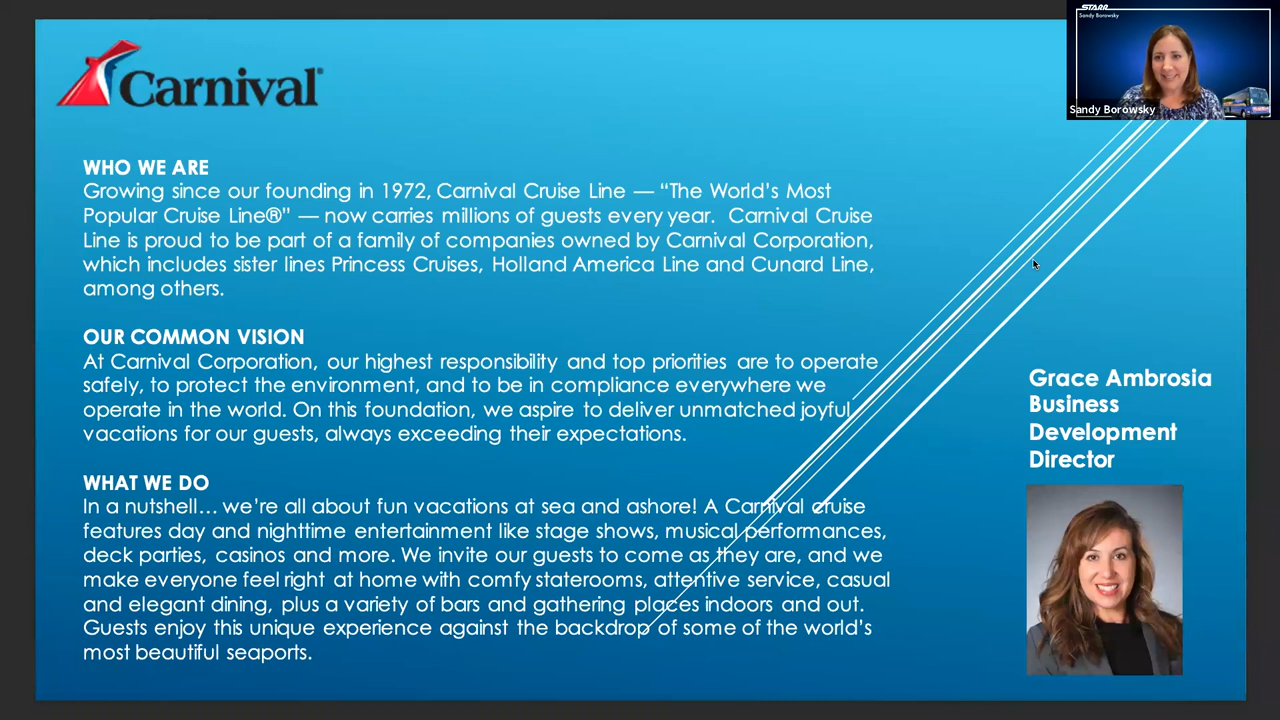 STARR
Sandy Borowsky
Sandy Borowsky
Carnival®
WHO WE ARE
Growing since our founding in 1972, Carnival Cruise Line — “The World’s Most
Popular Cruise Line®” — now carries millions of guests every year. Carnival Cruise
Line is proud to be part of a family of companies owned by Carnival Corporation,
which includes sister lines Princess Cruises, Holland America Line and Cunard Line,
among others.
OUR COMMON VISION
At Carnival Corporation, our highest responsibility and top priorities are to operate
safely, to protect the environment, and to be in compliance everywhere we
operate in the world. On this foundation, we aspire to deliver unmatched joyful
vacations for our guests, always exceeding their expectations.
WHAT WE DO
In a nutshell… we’re all about fun vacations at sea and ashore! A Carnival cruise
features day and nighttime entertainment like stage shows, musical performances,
deck parties, casinos and more. We invite our guests to come as they are, and we
make everyone feel right at home with comfy staterooms, attentive service, casual
and elegant dining, plus a variety of bars and gathering places indoors and out.
Guests enjoy this unique experience against the backdrop of some of the world’s
most beautiful seaports.
Grace Ambrosia
Business
Development
Director